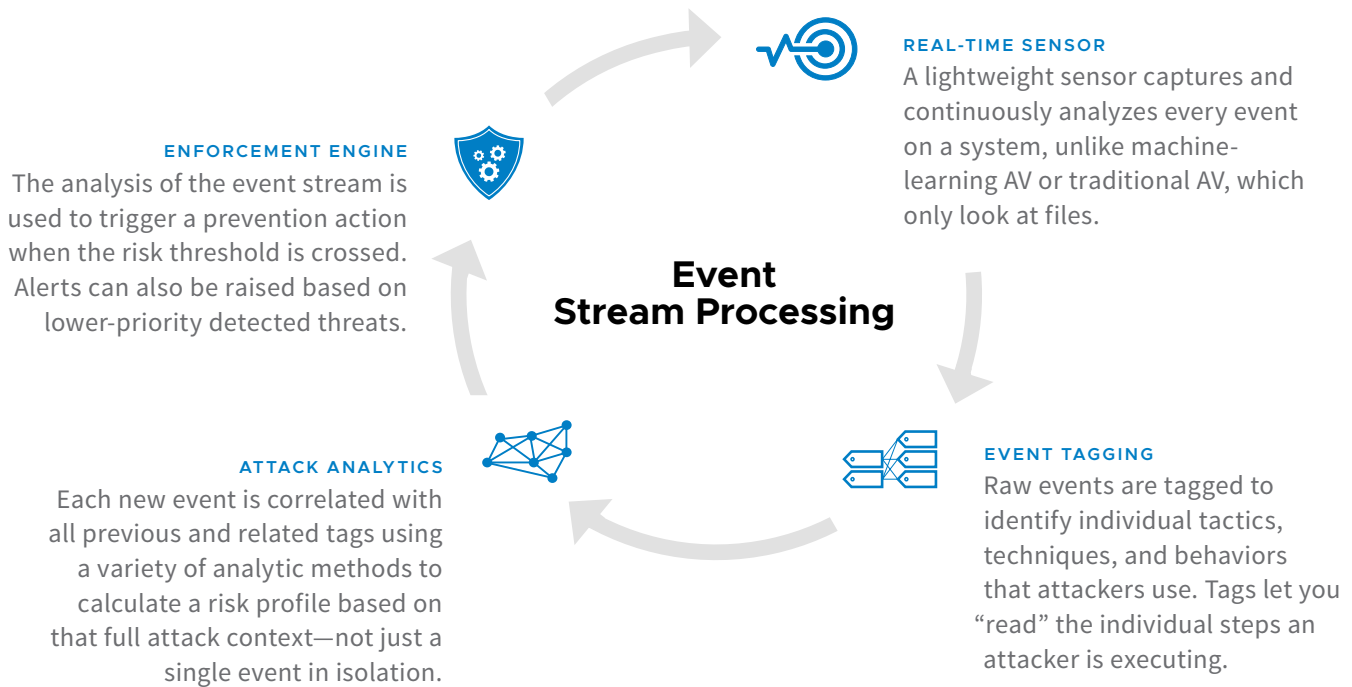 REAL-TIME SENSOR
A lightweight sensor captures and
continuously analyzes every event
on a system, unlike machine-
learning AV or traditional AV, which
only look at files.
ENFORCEMENT ENGINE
The analysis of the event stream is
used to trigger a prevention action
when the risk threshold is crossed.
Alerts can also be raised based on
lower-priority detected threats.
Event
Stream Processing
EVENT TAGGING
Raw events are tagged to
identify individual tactics,
techniques, and behaviors
that attackers use. Tags let you
“read” the individual steps an
attacker is executing.
ATTACK ANALYTICS
Each new event is correlated with
all previous and related tags using
a variety of analytic methods to
calculate a risk profile based on
that full attack context—not just a
single event in isolation.